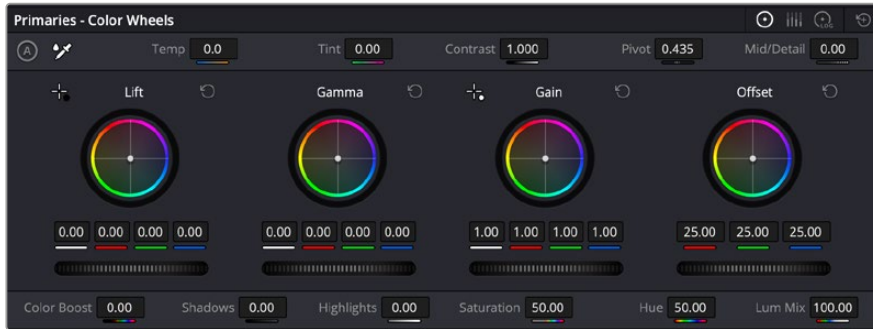 Primaries - Color Wheels
LOG
A Temp 0.0 Tint 0.00 Contrast 1.000 Pivot 0.435 Mid/Detail 0.00
Lift Gamma Gain Offset
0.00 0.00 0.00 0.00 0.00 0.00 0.00 0.00 1.00 1.00 1.00 1.00 25.00 25.00 25.00
Color Boost 0.00 Shadows 0.00 Highlights 0.00 Saturation 50.00 Hue 50.00 Lum Mix 100.00